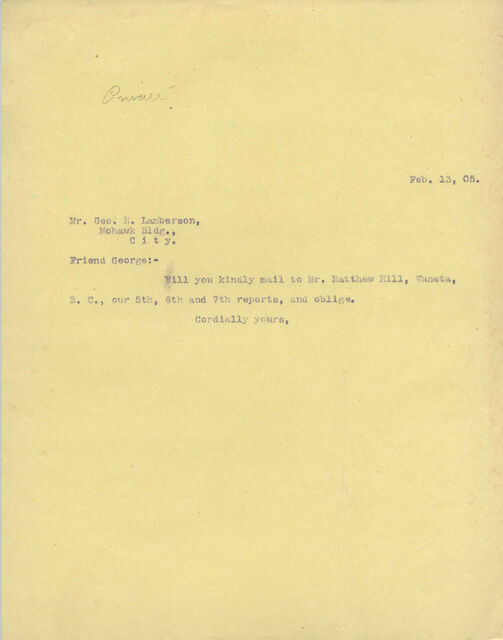 Private
Feb. 13, 05.
Mr. Geo. H. Lamberson,
Mohawk Bldg.,
C i t y.
Friend George:-
Will you kindly mail to Mr. Matthew Hill, Waneta,
B. C., our 5th, 6th and 7th reports, and oblige.
Cordially yours,